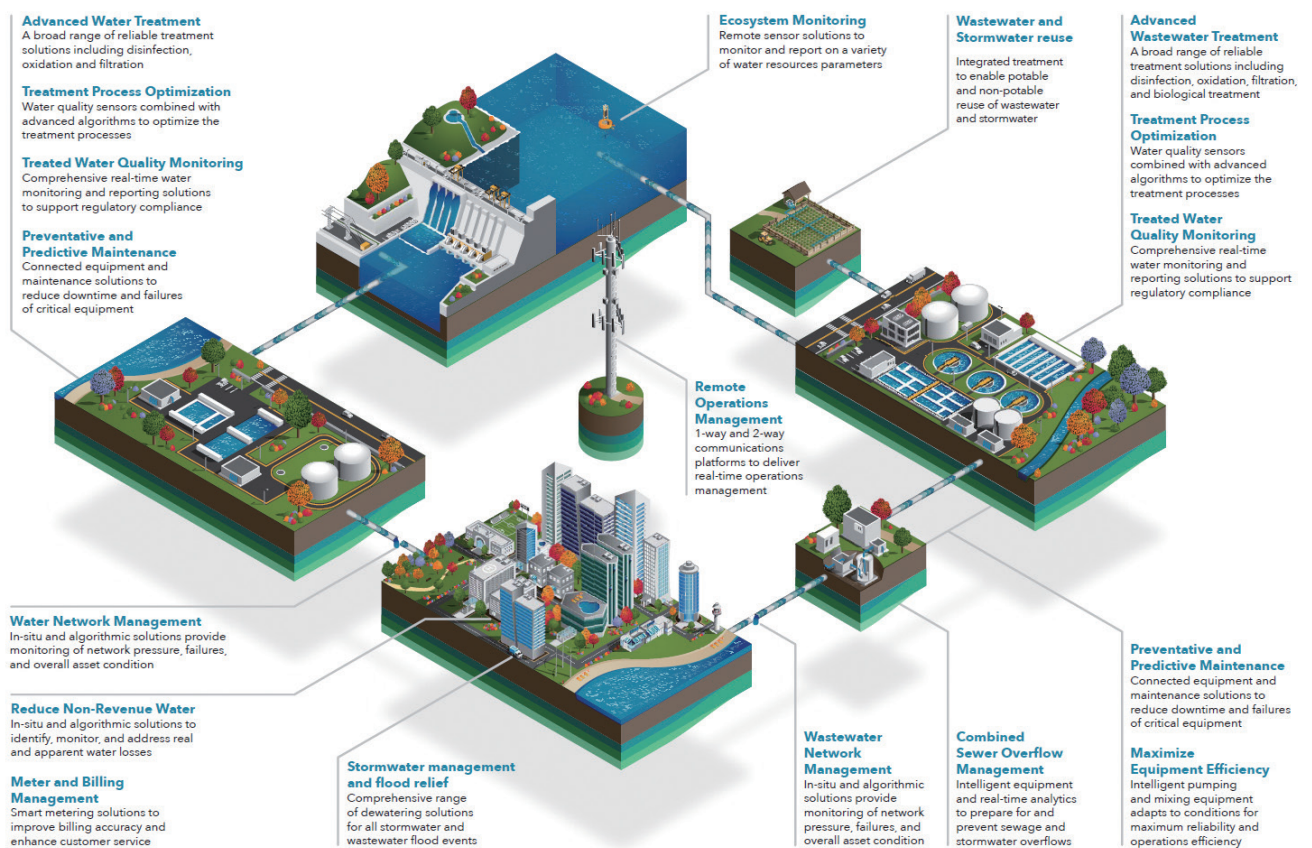 Advanced Water Treatment
A broad range of reliable treatment
solutions including disinfection,
oxidation and filtration
Treatment Process Optimization
Water quality sensors combined with
advanced algorithms to optimize the
treatment processes
Treated Water Quality Monitoring
Comprehensive real-time water
monitoring and reporting solutions
to support regulatory compliance
Preventative and
Predictive Maintenance
Connected equipment and
maintenance solutions to
reduce downtime and failures
of critical equipment
Ecosystem Monitoring
Remote sensor solutions to
monitor and report on a variety
of water resources parameters
Wastewater and
Stormwater reuse
Integrated treatment
to enable potable
and non-potable
reuse of wastewater
and stormwater
Advanced
Wastewater Treatment
A broad range of reliable
treatment solutions including
disinfection, oxidation, filtration,
and biological treatment
Treatment Process
Optimization
Water quality sensors
combined with advanced
algorithms to optimize the
treatment processes
Treated Water
Quality Monitoring
Comprehensive real-time
water monitoring and
reporting solutions to support
regulatory compliance
Remote
Operations
Management
1-way and 2-way
communications
platforms to deliver
real-time operations
management
Water Network Management
In-situ and algorithmic solutions provide
monitoring of network pressure, failures,
and overall asset condition
Reduce Non-Revenue Water
In-situ and algorithmic solutions to
identify, monitor, and address real
and apparent water losses
Meter and Billing
Management
Smart metering solutions to
improve billing accuracy and
enhance customer service
Stormwater management
and flood relief
Comprehensive range
of dewatering solutions
for all stormwater and
wastewater flood events
Wastewater
Network
Management
In-situ and algorithmic
solutions provide
monitoring of network
pressure, failures, and
overall asset condition
Combined
Sewer Overflow
Management
Intelligent equipment
and real-time analytics
to prepare for and
prevent sewage and
stormwater overflows
Preventative and
Predictive Maintenance
Connected equipment and
maintenance solutions to
reduce downtime and failures
of critical equipment
Maximize
Equipment Efficiency
Intelligent pumping
and mixing equipment
adapts to conditions for
maximum reliability and
operations efficiency